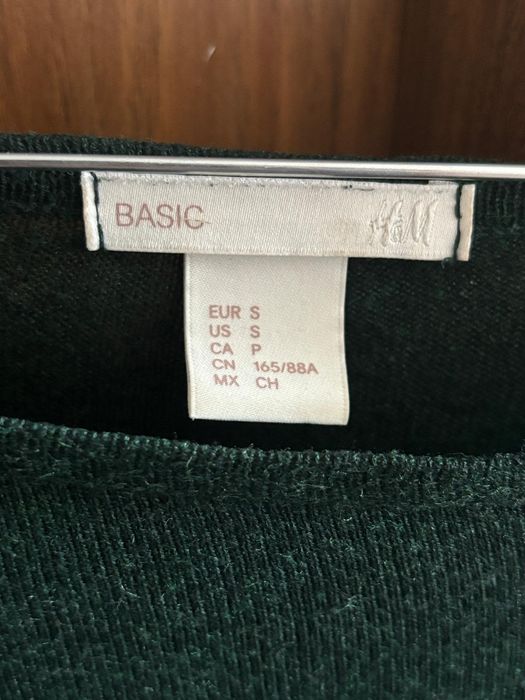 BASIC H&M
EUR S
US S
CA P
CN 165/88A
MX CH